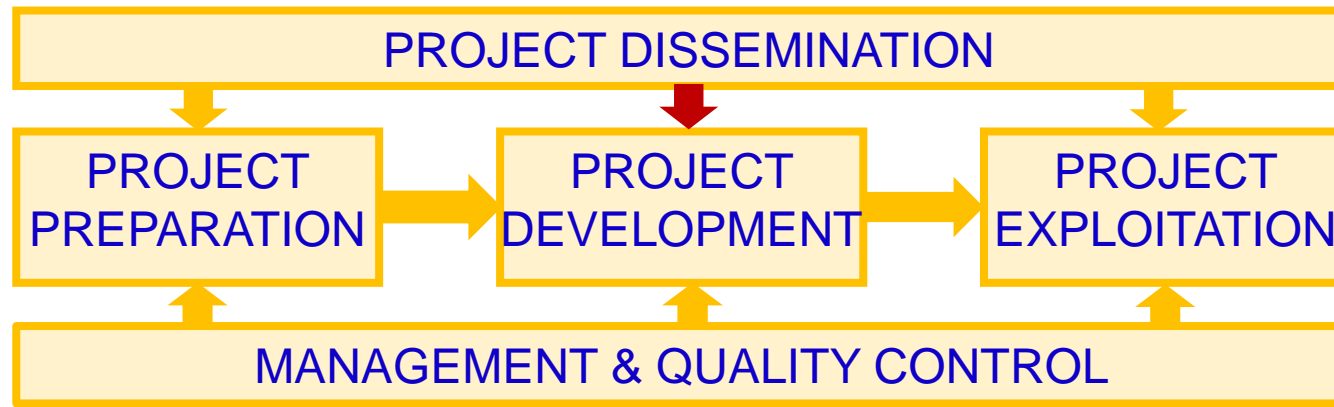 PROJECT DISSEMINATION
PROJECT
PREPARATION
PROJECT
DEVELOPMENT
PROJECT
EXPLOITATION
MANAGEMENT & QUALITY CONTROL